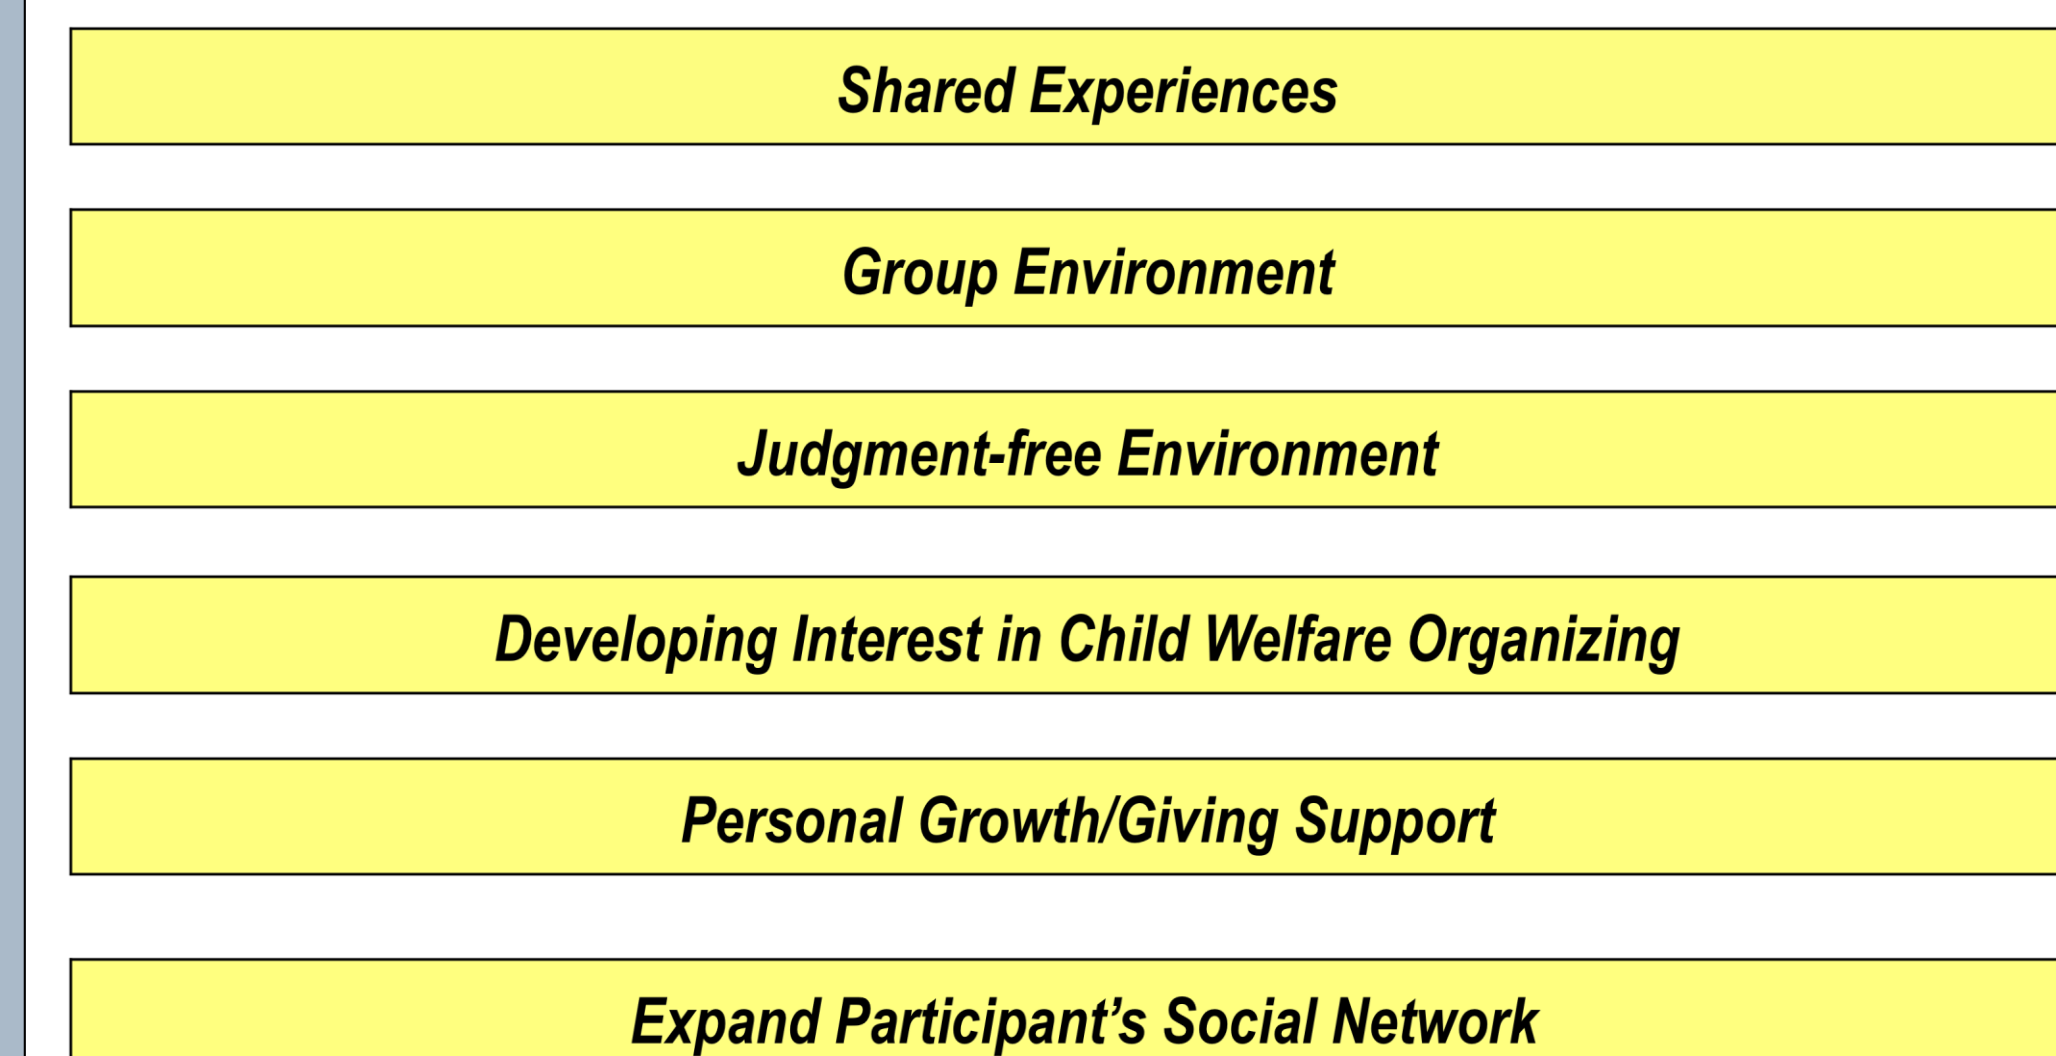 Shared Experiences
Group Environment
Judgment-free Environment
Developing Interest in Child Welfare Organizing
Personal Growth/Giving Support
Expand Participant’s Social Network